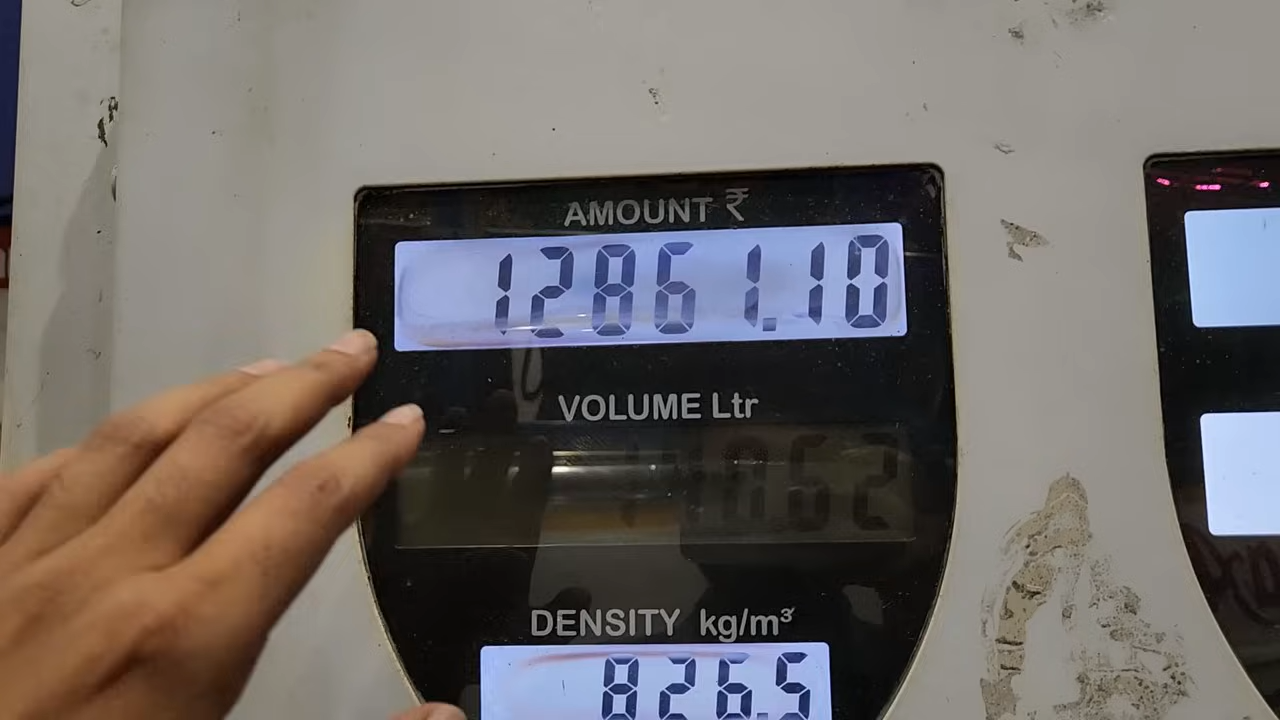 AMOUNT ₹
12861.10
VOLUME Ltr
DENSITY kg/m³
826.5